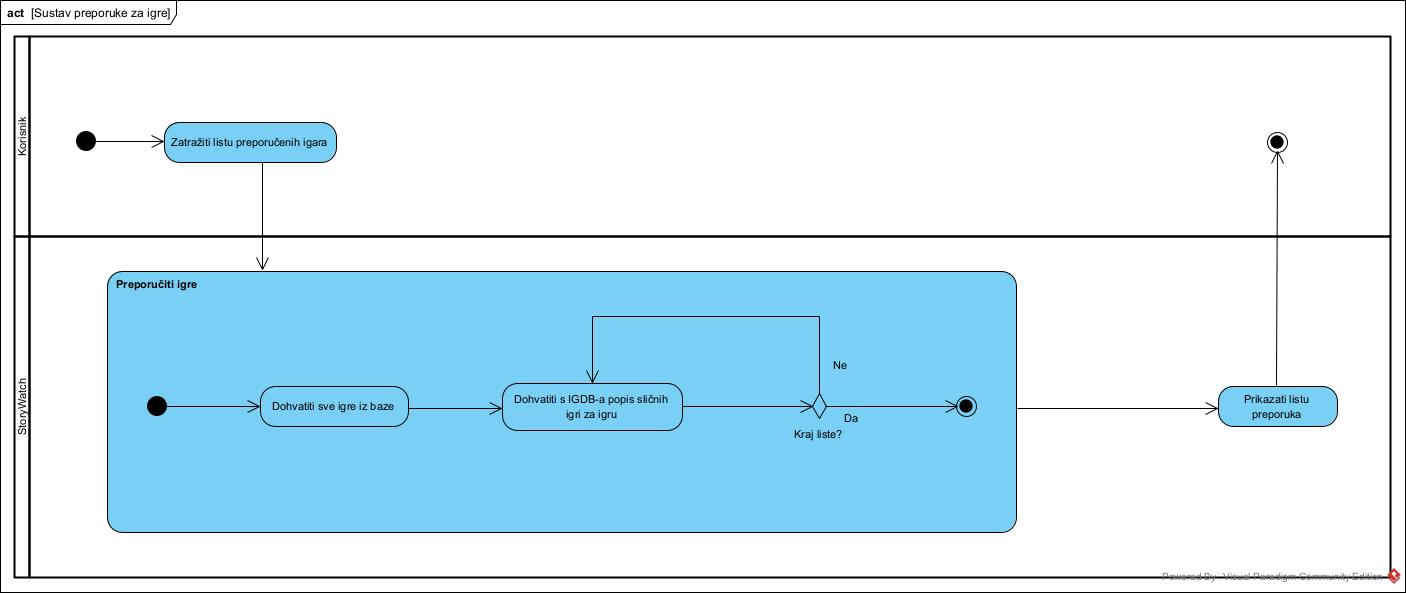 act [Sustav preporuke za igre]
Korisnik
Zatražiti listu preporučenih igara
StoryWatch
Preporučiti igre
Dohvatiti sve igre iz baze
Dohvatiti s IGDB-a popis sličnih
igri za igru
Ne
Da
Kraj liste?
Prikazati listu
preporuka
Powered By Visual Paradigm Community Edition